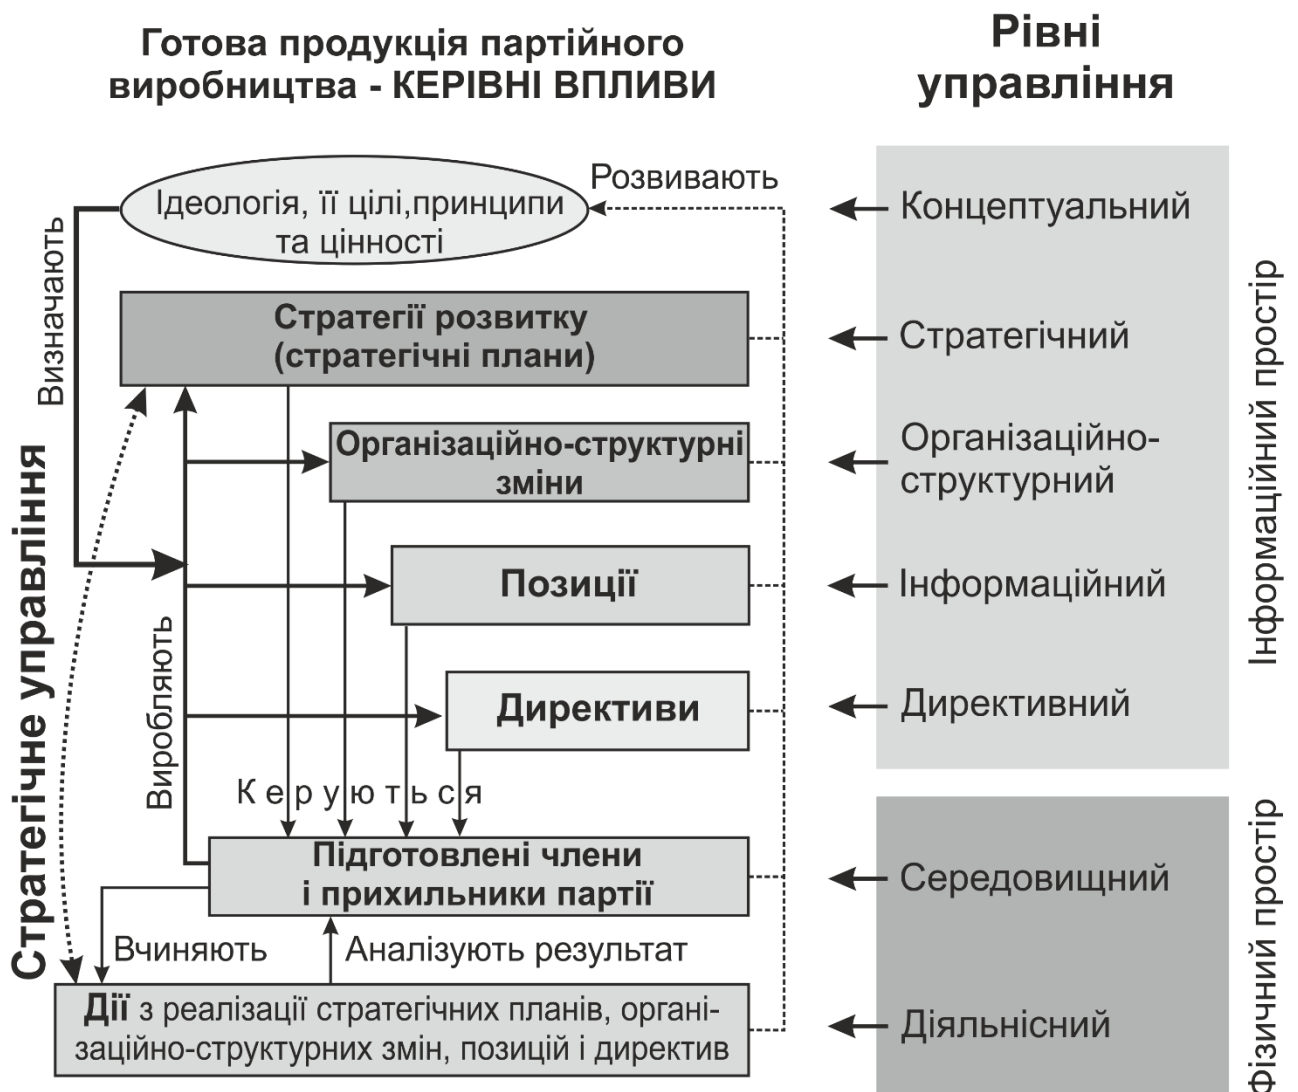 Готова продукція партійного
виробництва - КЕРІВНІ ВПЛИВИ
Рівні
управління
Розвивають
Ідеологія, її цілі,принципи
та цінності
Концептуальний
Визначають
Стратегії розвитку
(стратегічні плани)
Стратегічний
Інформаційний простір
Організаційно-структурні
зміни
Організаційно-
структурний
Стратегічне управління
Позиції
Інформаційний
Виробляють
Директиви
Директивний
Керуються
Підготовлені члени
і прихильники партії
Середовищний
Фізичний простір
Вчиняють
Аналізують результат
Дії з реалізації стратегічних планів, органі-
заційно-структурних змін, позицій і директив
Діяльнісний